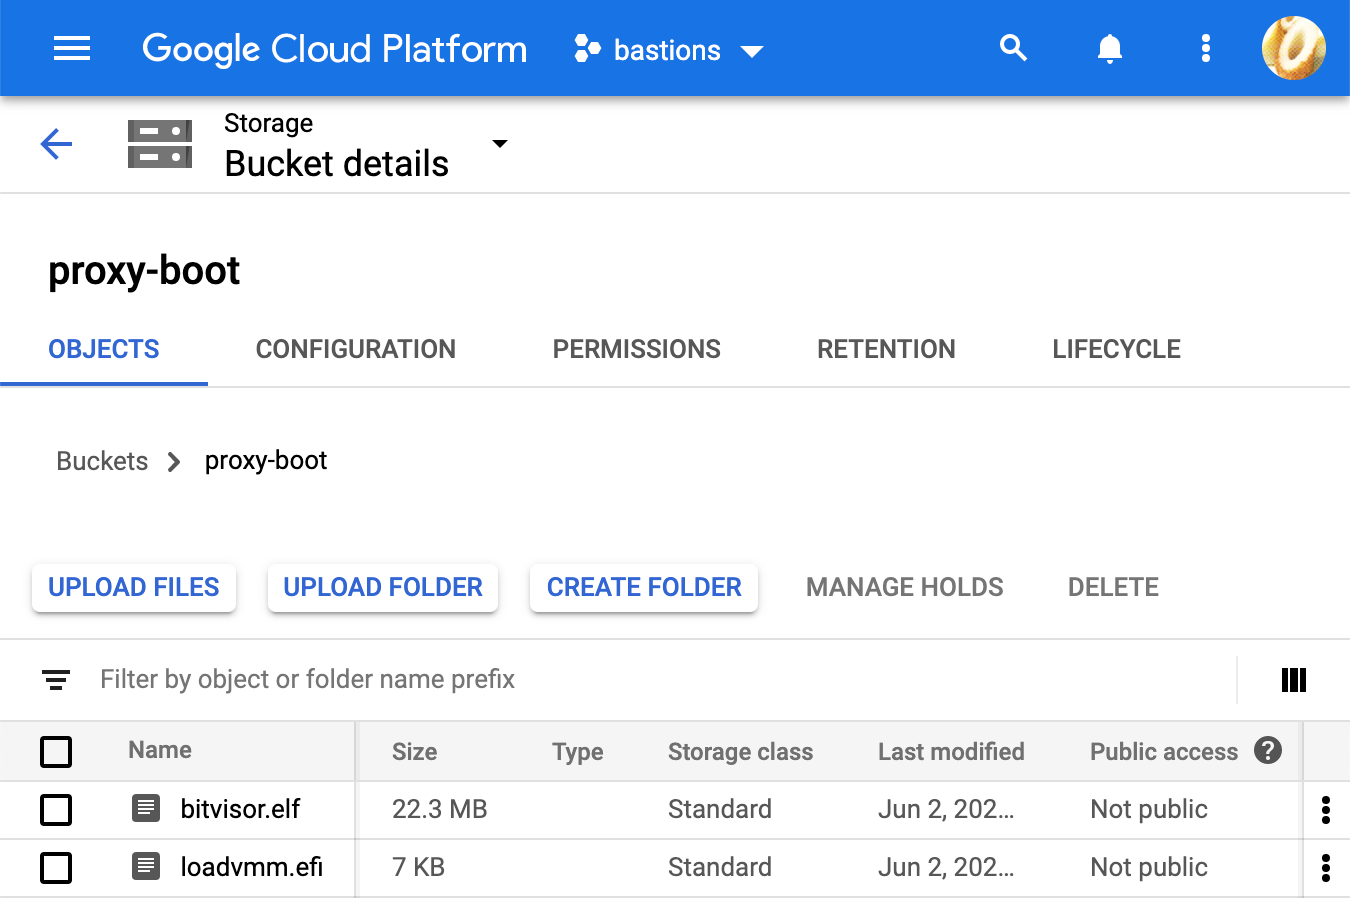 Google Cloud Platform bastions
Storage
Bucket details
proxy-boot
OBJECTS CONFIGURATION PERMISSIONS RETENTION LIFECYCLE
Buckets proxy-boot
UPLOAD FILES UPLOAD FOLDER CREATE FOLDER MANAGE HOLDS DELETE
Filter by object or folder name prefix
Name Size Type Storage class Last modified Public access ?
bitvisor.elf 22.3 MB Standard Jun 2, 202... Not public
loadvmm.efi 7 KB Standard Jun 2, 202... Not public